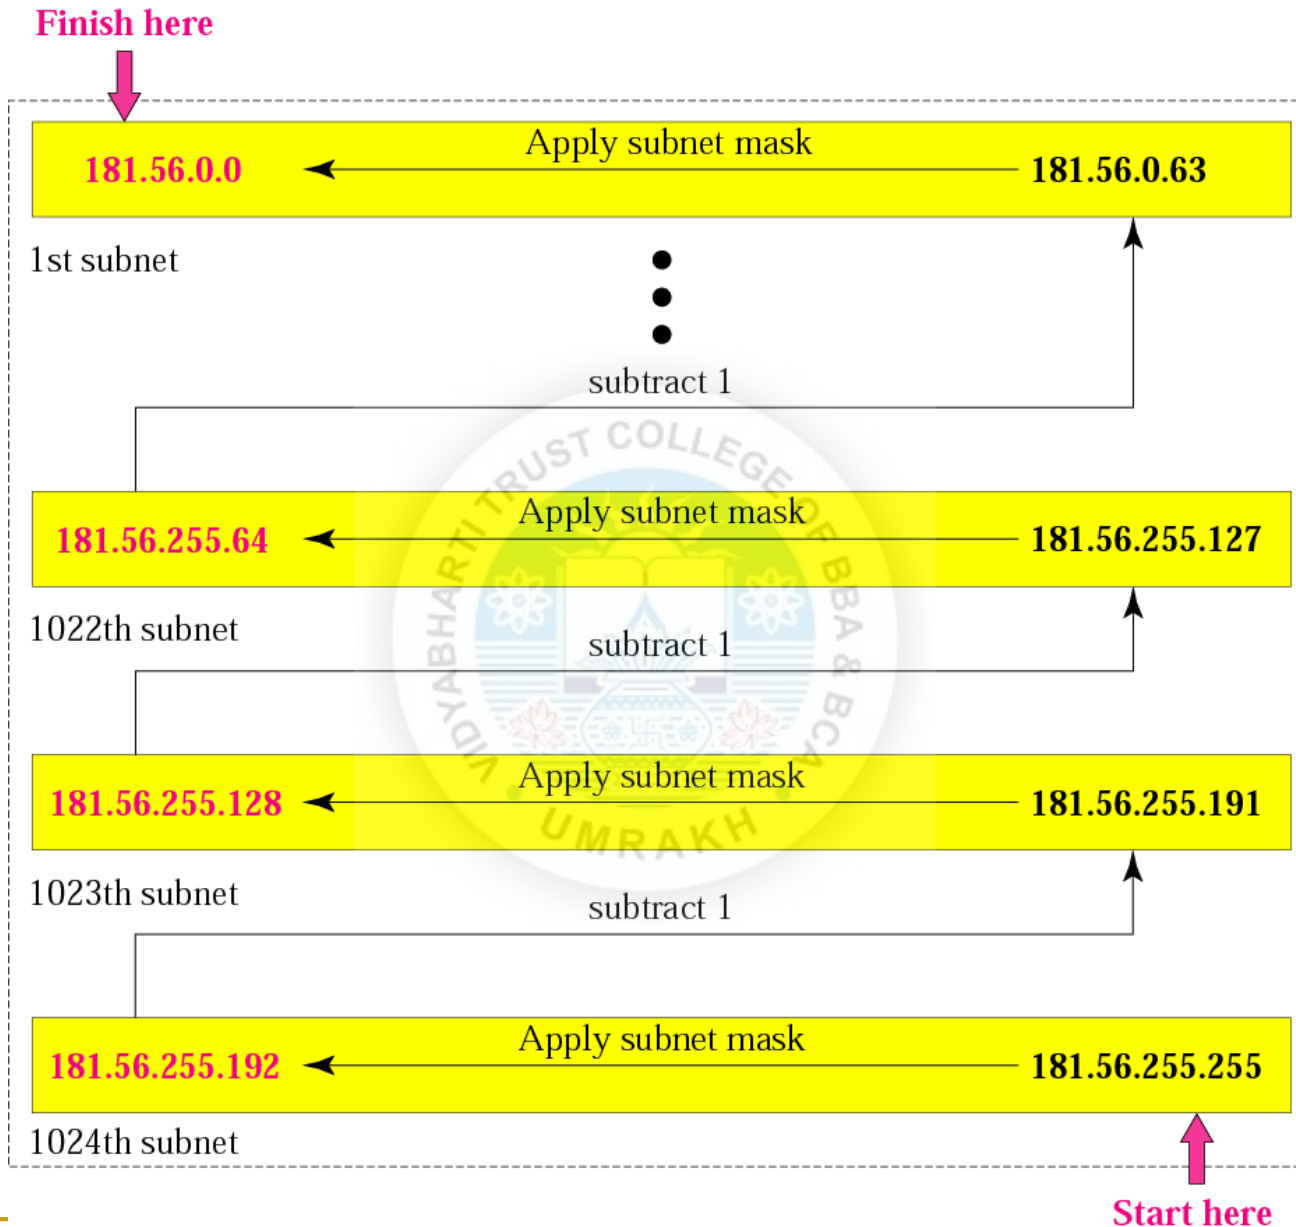 Finish here
Apply subnet mask
181.56.0.0 181.56.0.63
1st subnet
subtract 1
Apply subnet mask
181.56.255.64 181.56.255.127
1022th subnet
subtract 1
Apply subnet mask
181.56.255.128 181.56.255.191
1023th subnet
subtract 1
Apply subnet mask
181.56.255.192 181.56.255.255
1024th subnet
Start here
VIDYABHARTI TRUST COLLEGE OF BBA & BCA
UMRAKH